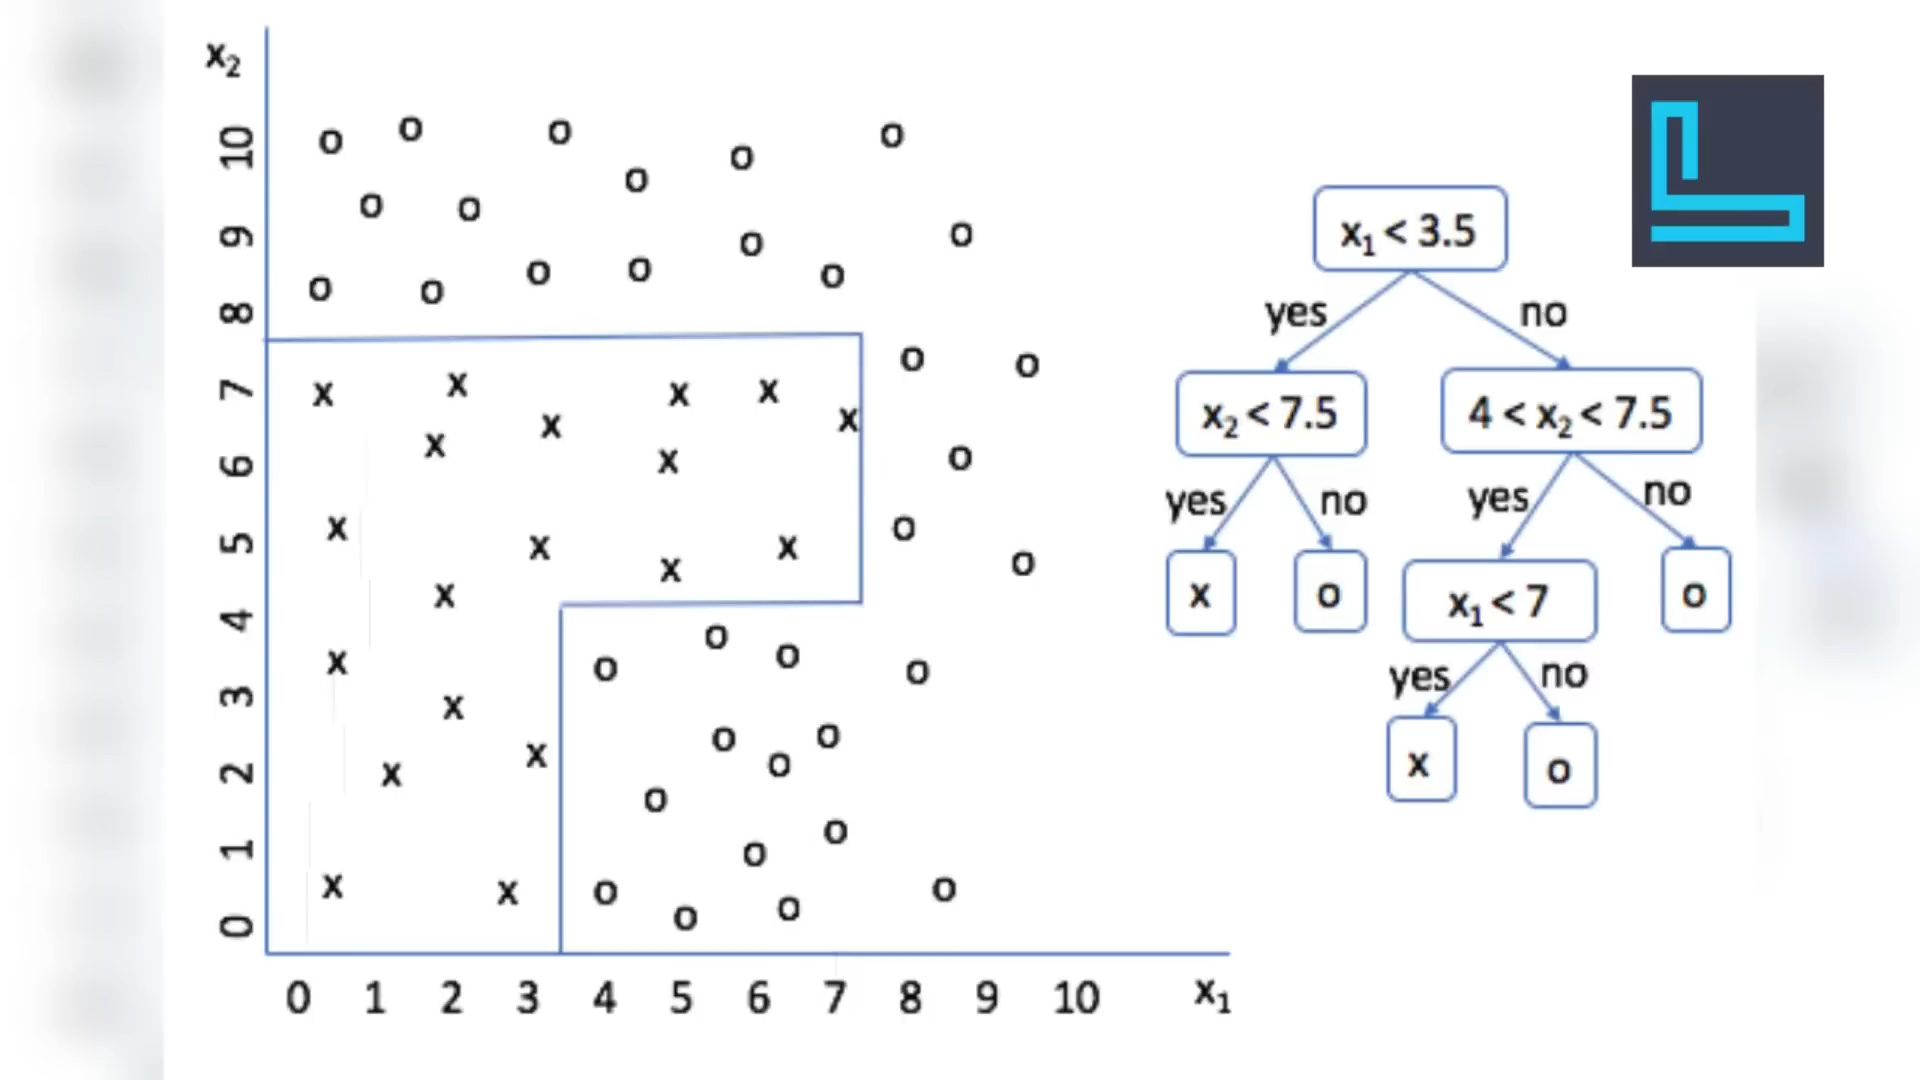 x₂
10
9
8
7
6
5
4
3
2
1
0
0 1 2 3 4 5 6 7 8 9 10 x₁
o o o o o o
o o o o o
o o o o o o
o o
x x x x x x x
x x o
x x x x o o
x
x o o o o
x x o o o
x o
o o
x x o o o o o
x₁ < 3.5
yes no
x₂ < 7.5 4 < x₂ < 7.5
yes no yes no
x o x₁ < 7 o
yes no
x o